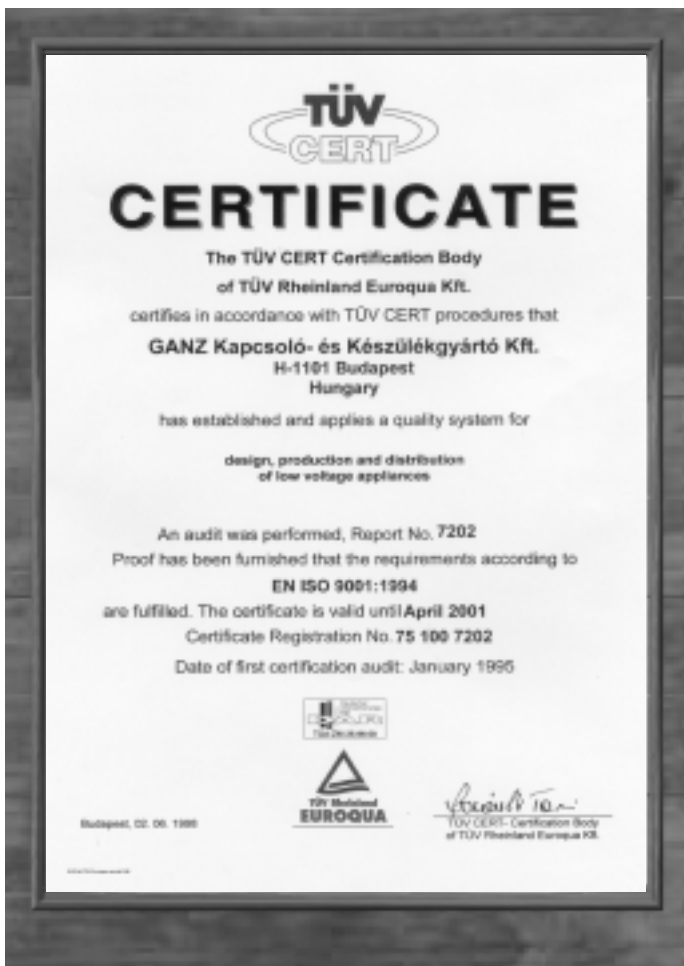 TÜV
CERT
CERTIFICATE
The TÜV CERT Certification Body
of TÜV Rheinland Euroqua Kft.
certifies in accordance with TÜV CERT procedures that
GANZ Kapcsoló- és Készülékgyártó Kft.
H-1101 Budapest
Hungary
has established and applies a quality system for
design, production and distribution
of low voltage appliances
An audit was performed, Report No. 7202
Proof has been furnished that the requirements according to
EN ISO 9001:1994
are fulfilled. The certificate is valid until April 2001
Certificate Registration No. 75 100 7202
Date of first certification audit: January 1995
TÜV Rheinland
EUROQUA
Budapest, 02. 06.
TÜV CERT- Certification Body
of TÜV Rheinland Euroqua Kft.